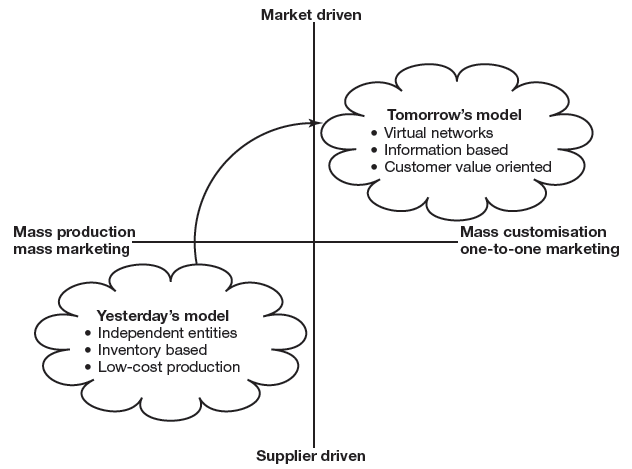 Market driven
Tomorrow's model
• Virtual networks
• Information based
• Customer value oriented
Mass production
mass marketing
Mass customisation
one-to-one marketing
Yesterday's model
• Independent entities
• Inventory based
• Low-cost production
Supplier driven